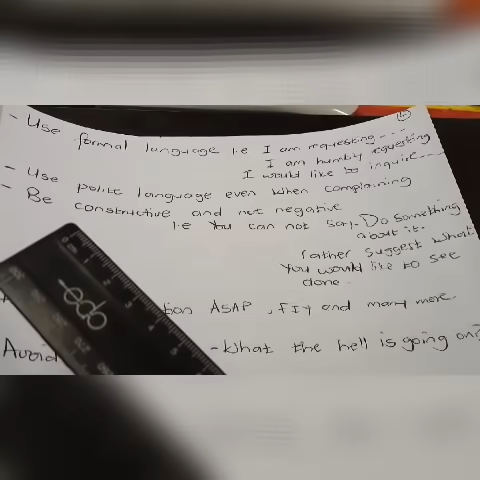 - Use formal language i.e I am requesting ---
I am humbly requesting
I would like to inquire ----
- Use polite language even when complaining
- Be constructive and not negative
i.e You can not say. Do something
about it.
rather suggest what
you would like to see
done.
tion ASAP, FIY and many more
Avoid - What the hell is going on?
edo